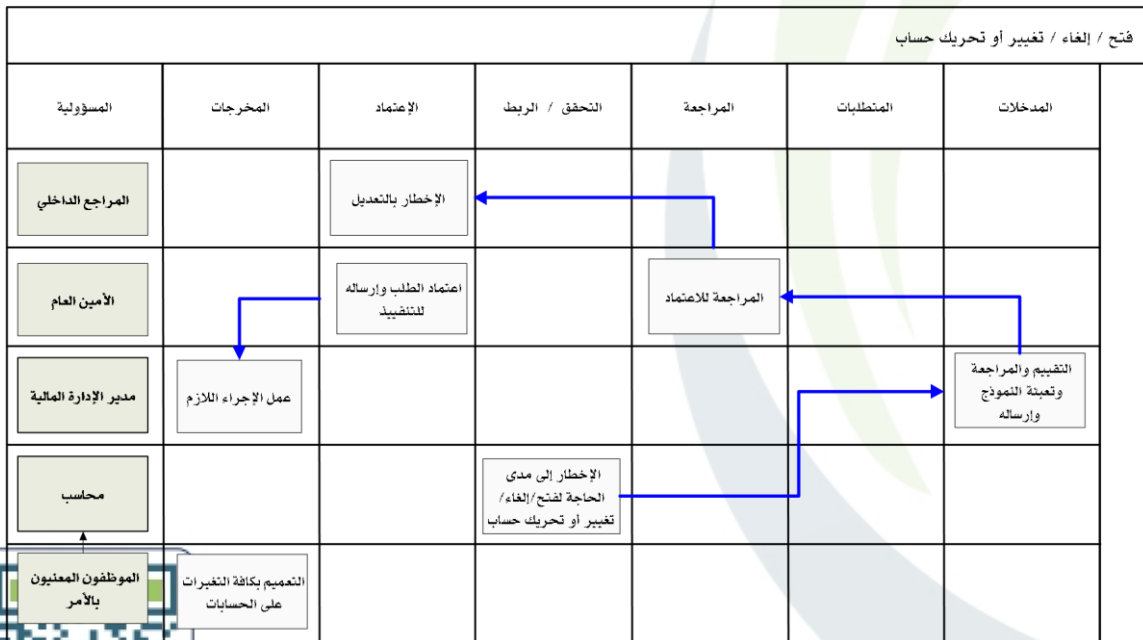 فتح / إلغاء / تغيير أو تحريك حساب
المدخلات
المتطلبات
المراجعة
التحقق / الربط
الإعتماد
المخرجات
المسؤولية
الإخطار بالتعديل
المراجع الداخلي
المراجعة للاعتماد
اعتماد الطلب وإرساله
للتنفييذ
الأمين العام
التقييم والمراجعة
وتعبئة النموذج
وإرساله
عمل الإجراء اللازم
مدير الإدارة المالية
الإخطار إلى مدى
الحاجة لفتح/إلغاء/
تغيير أو تحريك حساب
محاسب
التعميم بكافة التغيرات
على الحسابات
الموظفون المعنيون
بالأمر